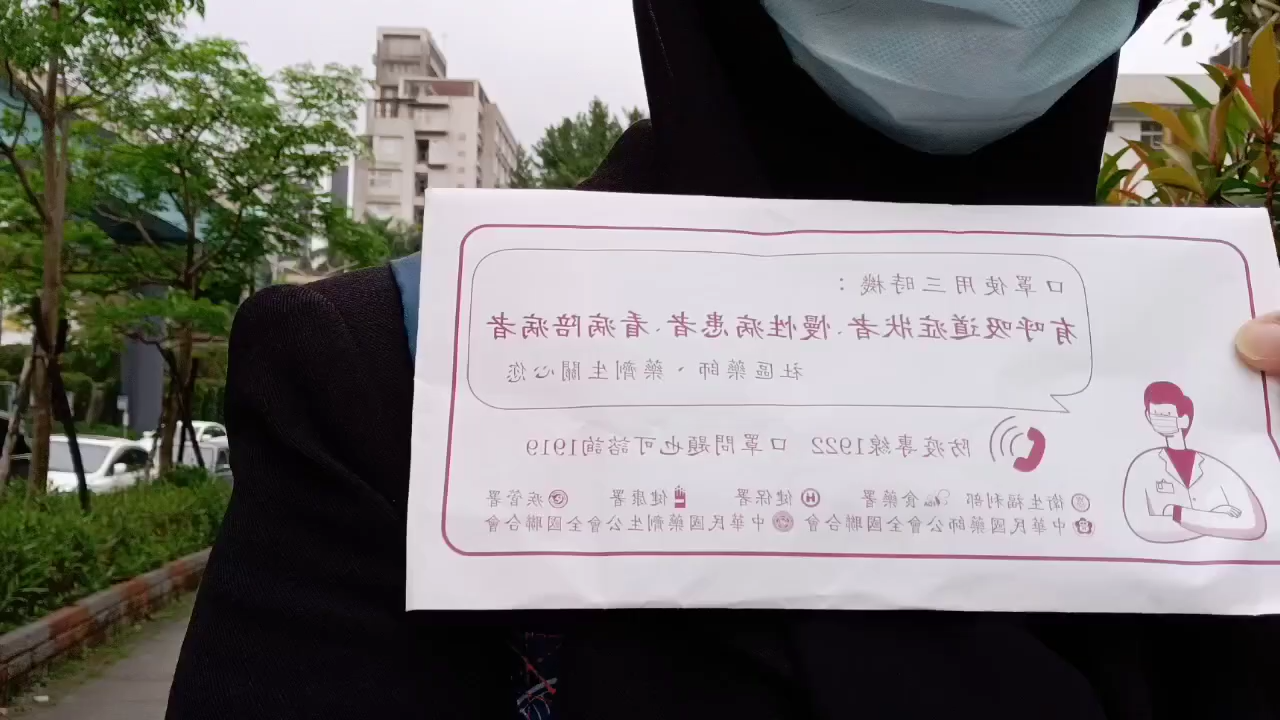 口罩使用三時機：
有呼吸道症狀者、慢性病患者、看病陪病者
社區藥師、藥劑生關心您
防疫專線1922 口罩問題也可諮詢1919
衛生福利部 食藥署 健保署 健康署 疾管署
中華民國藥師公會全國聯合會 中華民國藥劑生公會全國聯合會